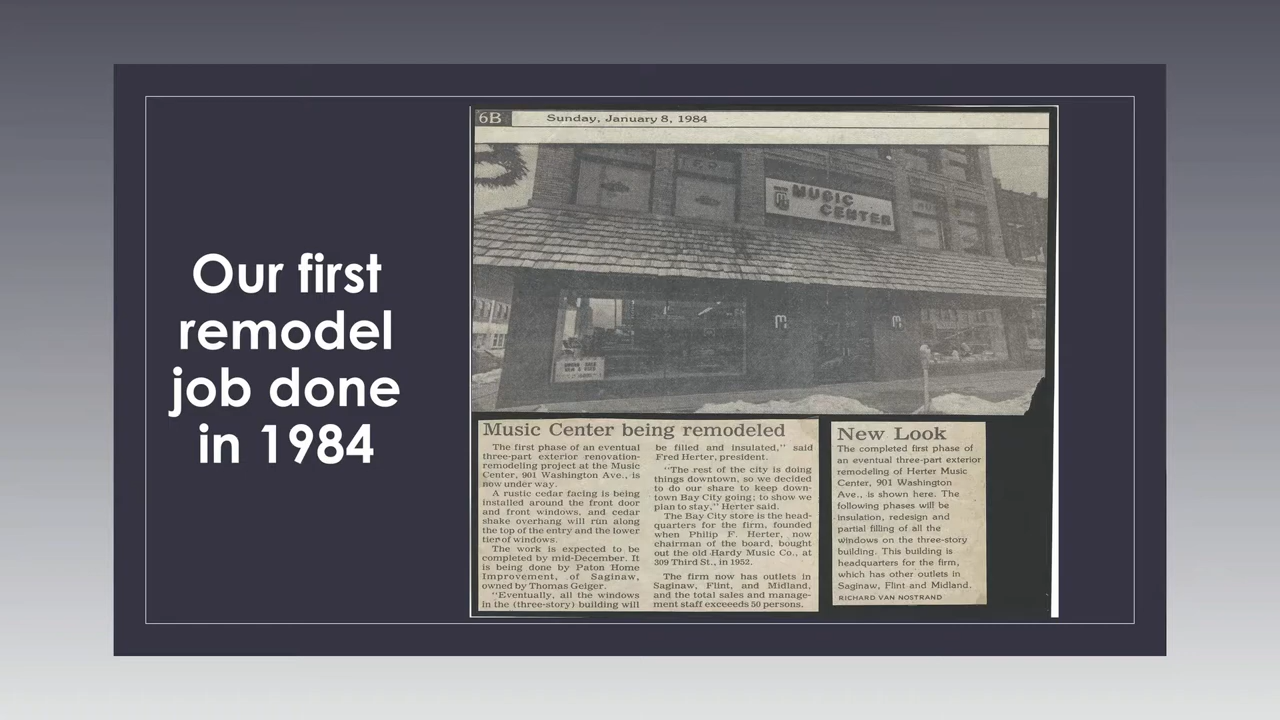 Our first
remodel
job done
in 1984
6B
Sunday, January 8, 1984
MUSIC
CENTER
Music Center being remodeled
The first phase of an eventual
three-part exterior renovation-
remodeling project at the Music
Center, 901 Washington Ave., is
now under way.
A rustic cedar facing is being
installed around the front door
and front windows, and cedar
shake overhang will run along
the top of the entry and the lower
tier of windows.
The work is expected to be
completed by mid-December. It
is being done by Paton Home
Improvement, of Saginaw,
owned by Thomas Geiger.
"Eventually, all the windows
in the (three-story) building will
be filled and insulated," said
Fred Herter, president.
"The rest of the city is doing
things downtown, so we decided
to do our share to keep down-
town Bay City going; to show we
plan to stay," Herter said.
The Bay City store is the head-
quarters for the firm, founded
when Philip F. Herter, now
chairman of the board, bought
out the old Hardy Music Co., at
309 Third St., in 1952.
The firm now has outlets in
Saginaw, Flint, and Midland,
and the total sales and manage-
ment staff exceeeds 50 persons.
New Look
The completed first phase of
an eventual three-part exterior
remodeling of Herter Music
Center, 901 Washington
Ave., is shown here. The
following phases will be
insulation, redesign and
partial filling of all the
windows on the three-story
building. This building is
headquarters for the firm,
which has other outlets in
Saginaw, Flint and Midland.
RICHARD VAN NOSTRAND